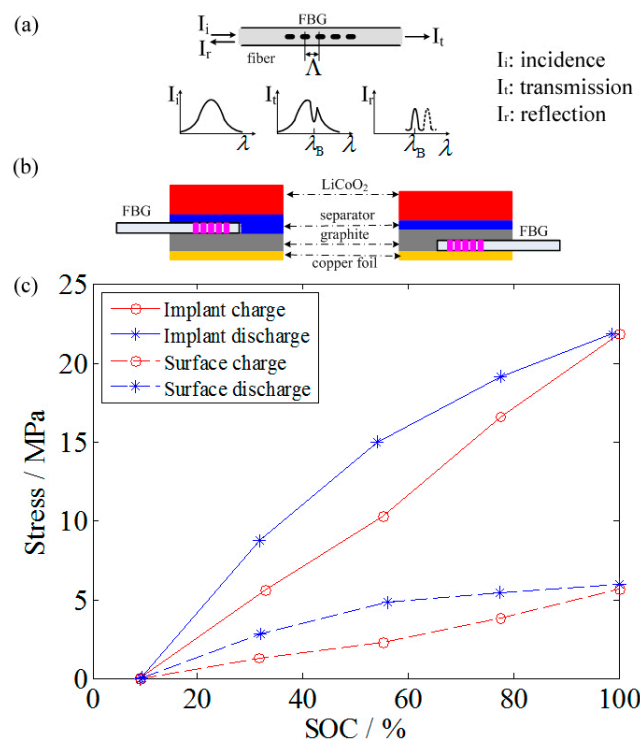 (a)
FBG
Ii
Ir
It
fiber
Λ
Ii: incidence
It: transmission
Ir: reflection
Ii
λ
It
λB
λ
Ir
λB
λ
(b)
FBG
LiCoO2
separator
graphite
copper foil
FBG
(c)
Implant charge
Implant discharge
Surface charge
Surface discharge
25
20
15
10
5
0
Stress / MPa
0
20
40
60
80
100
SOC / %